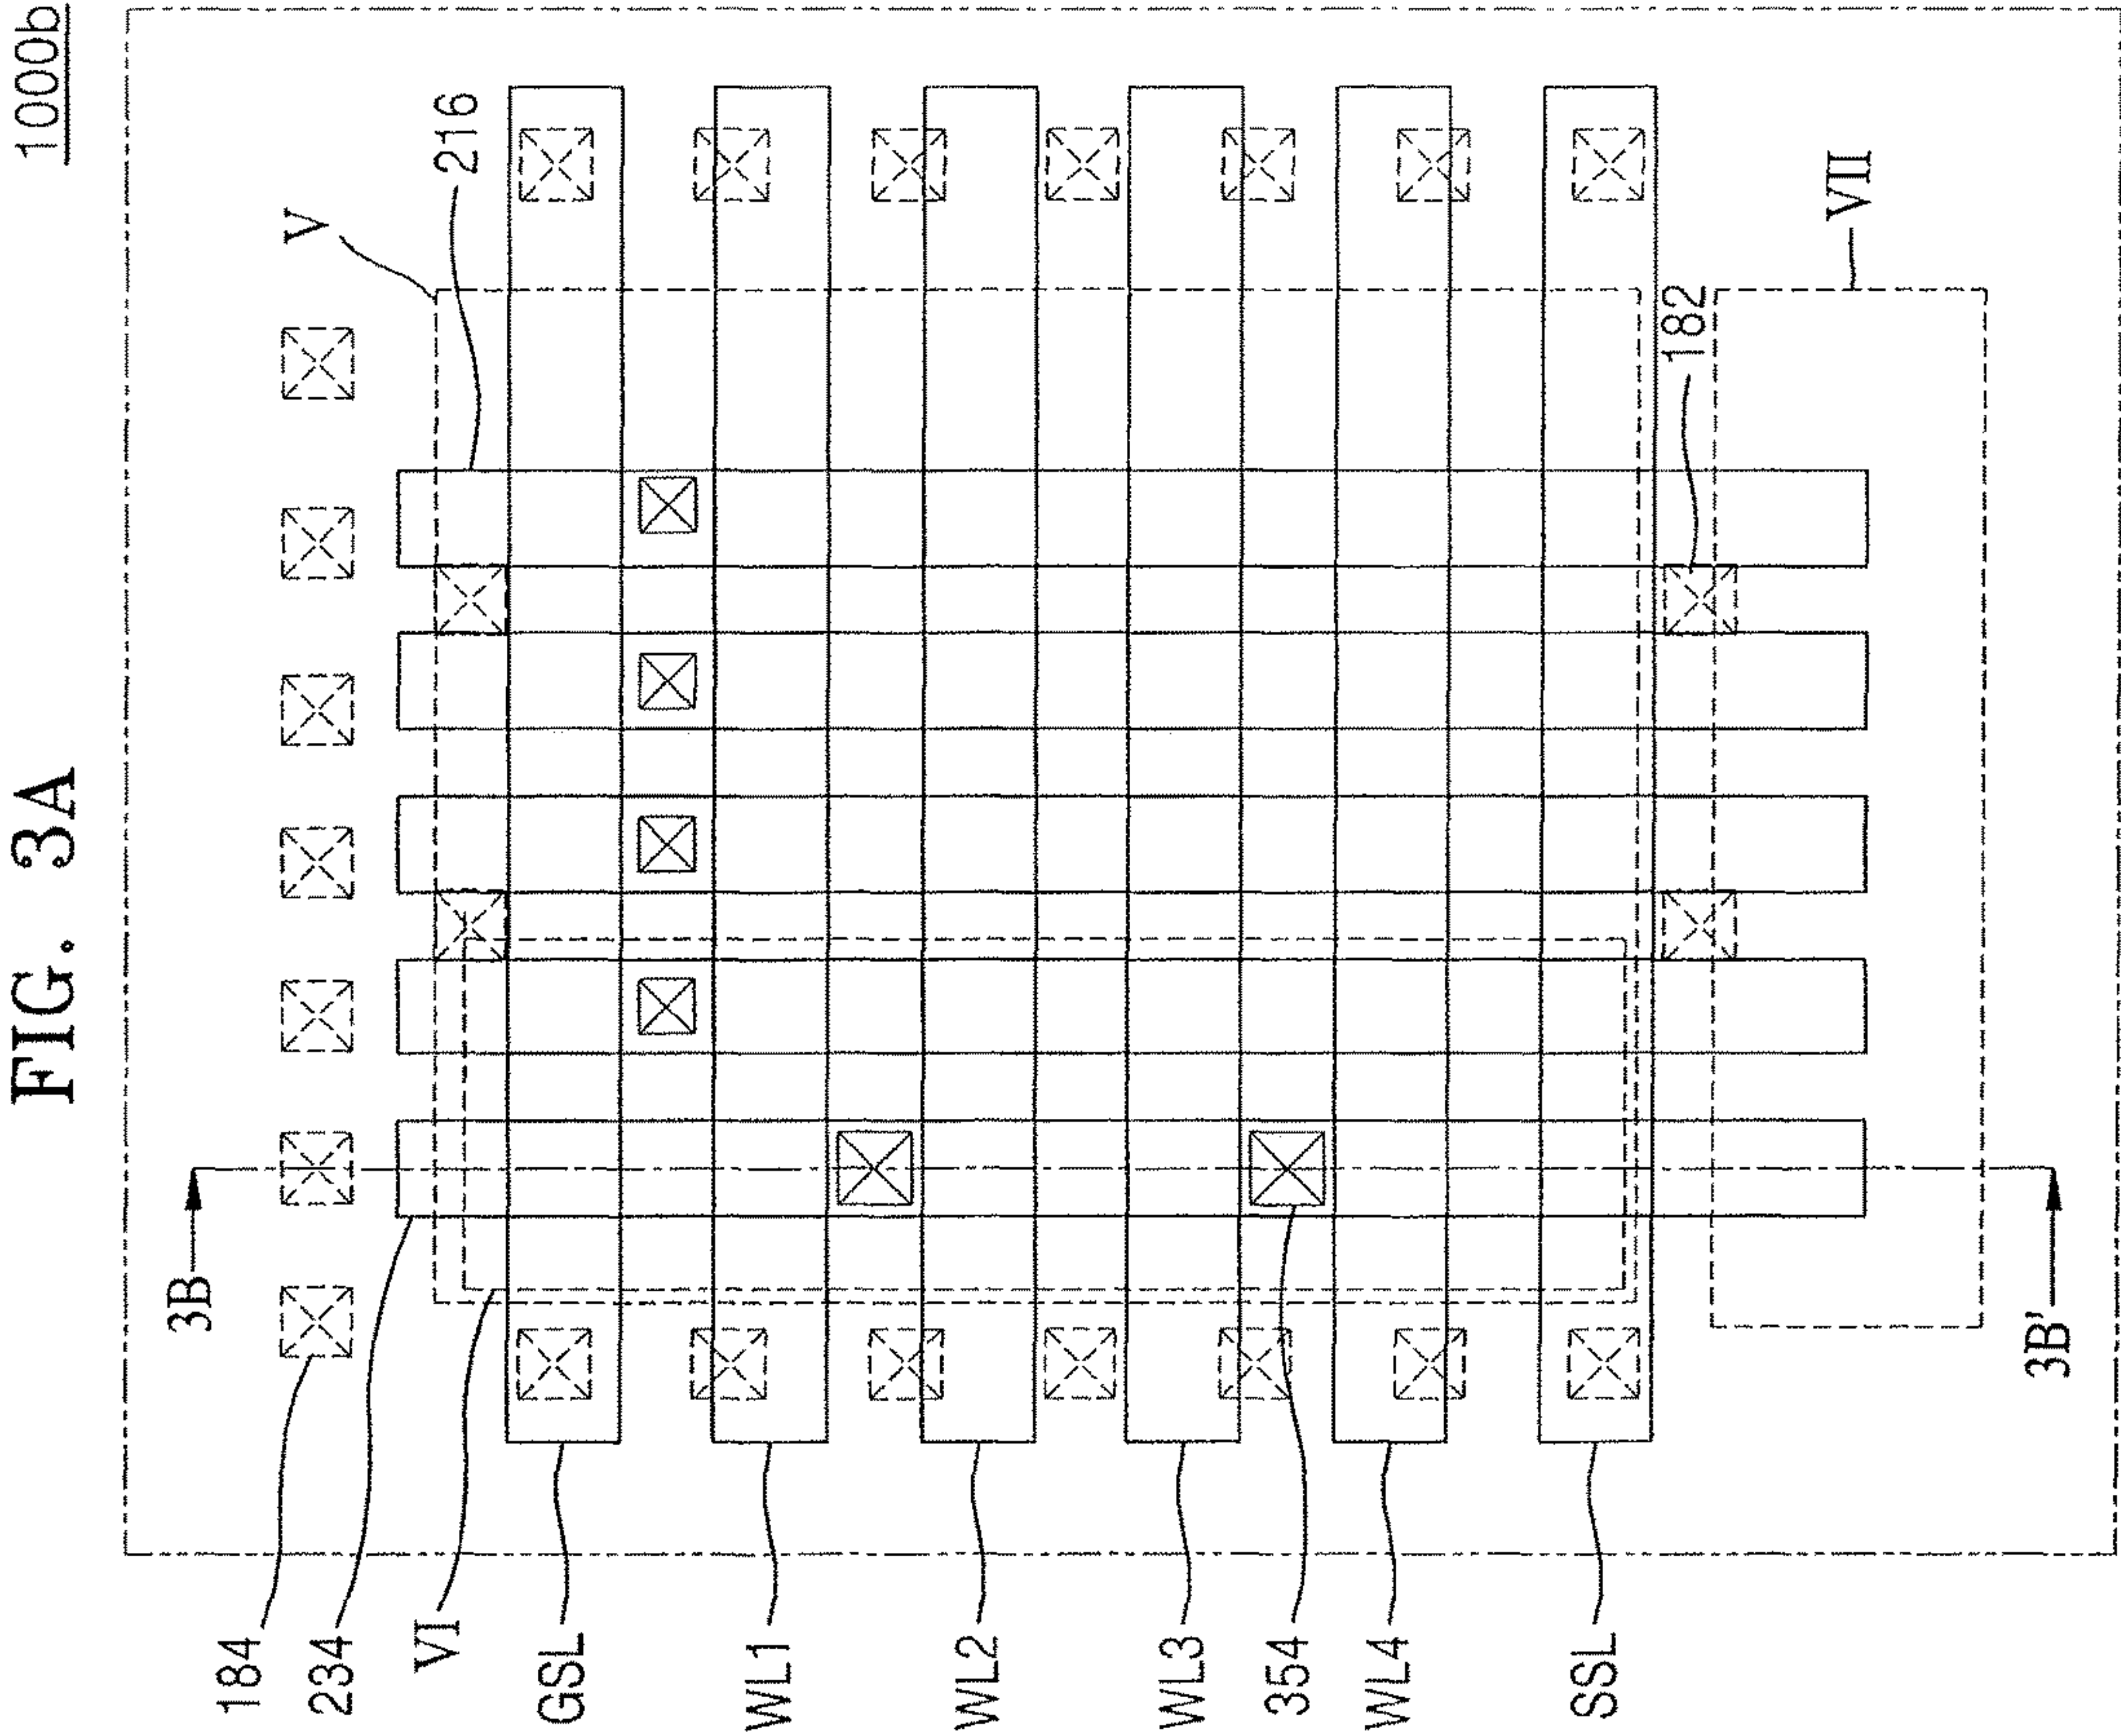 FIG. 3A
1000b
V
216
VII
182
3B
3B'
184
234
VI
GSL
WL1
WL2
WL3
354
WL4
SSL